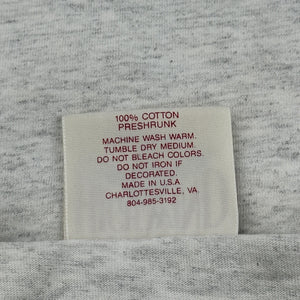 100% COTTON
PRESHRUNK
MACHINE WASH WARM.
TUMBLE DRY MEDIUM.
DO NOT BLEACH COLORS.
DO NOT IRON IF
DECORATED.
MADE IN U.S.A
CHARLOTTESVILLE, VA.
804-985-3192